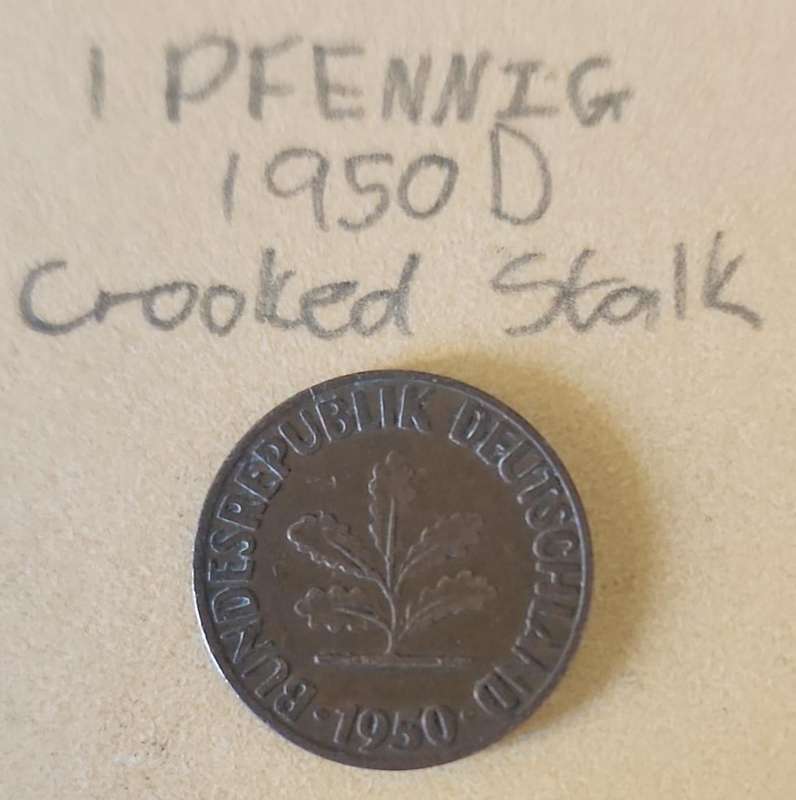 1 PFENNIG
1950 D
Crooked Stalk
BUNDESREPUBLIK DEUTSCHLAND
·1950·